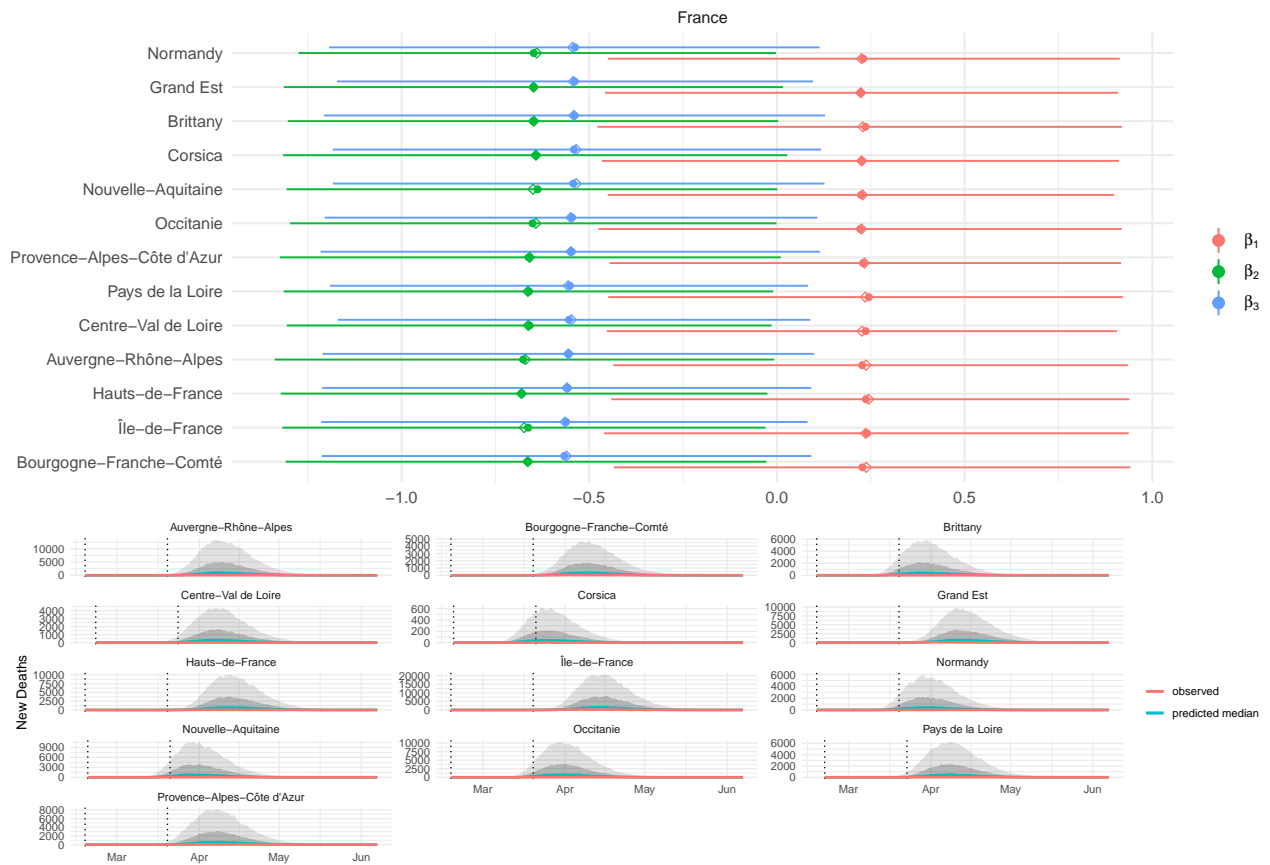 France
Normandy
Grand Est
Brittany
Corsica
Nouvelle−Aquitaine
Occitanie
Provence−Alpes−Côte d'Azur
Pays de la Loire
Centre−Val de Loire
Auvergne−Rhône−Alpes
Hauts−de−France
Île−de−France
Bourgogne−Franche−Comté
−1.0 −0.5 0.0 0.5 1.0
β₁
β₂
β₃
New Deaths
Auvergne−Rhône−Alpes
10000
5000
0
Bourgogne−Franche−Comté
5000
4000
3000
2000
1000
0
Brittany
6000
4000
2000
0
Centre−Val de Loire
4000
3000
2000
1000
0
Corsica
600
400
200
0
Grand Est
10000
7500
5000
2500
0
Hauts−de−France
10000
7500
5000
2500
0
Île−de−France
20000
15000
10000
5000
0
Normandy
6000
4000
2000
0
Nouvelle−Aquitaine
9000
6000
3000
0
Occitanie
10000
7500
5000
2500
0
Mar Apr May Jun
Pays de la Loire
6000
4000
2000
0
Mar Apr May Jun
Provence−Alpes−Côte d'Azur
8000
6000
4000
2000
0
Mar Apr May Jun
observed
predicted median